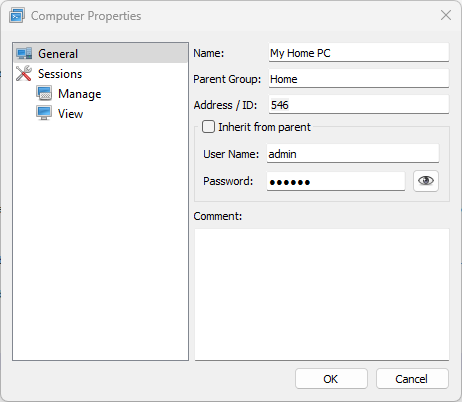 Computer Properties
General
Sessions
Manage
View
Name: My Home PC
Parent Group: Home
Address / ID: 546
Inherit from parent
User Name: admin
Password: ●●●●●●
Comment:
OK Cancel